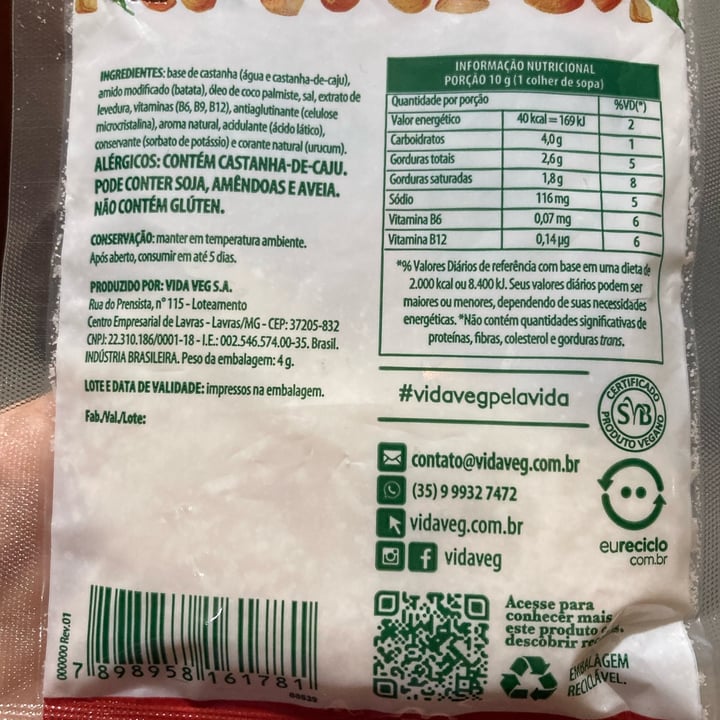 INGREDIENTES: base de castanha (água e castanha-de-caju),
amido modificado (batata), óleo de coco palmiste, sal, extrato de
levedura, vitaminas (B6, B9, B12), antiaglutinante (celulose
microcristalina), aroma natural, acidulante (ácido lático),
conservante (sorbato de potássio) e corante natural (urucum).
ALÉRGICOS: CONTÉM CASTANHA-DE-CAJU.
PODE CONTER SOJA, AMÊNDOAS E AVEIA.
NÃO CONTÉM GLÚTEN.
CONSERVAÇÃO: manter em temperatura ambiente.
Após aberto, consumir em até 5 dias.
PRODUZIDO POR: VIDA VEG S.A.
Rua do Prensista, nº 115 - Loteamento
Centro Empresarial de Lavras - Lavras/MG - CEP: 37205-832
CNPJ: 22.310.186/0001-18 - I.E.: 002.546.574.00-35. Brasil.
INDÚSTRIA BRASILEIRA. Peso da embalagem: 4 g.
LOTE E DATA DE VALIDADE: impressos na embalagem.
Fab./Val./Lote:
000000 Rev.01
7 898958 161781
00839
INFORMAÇÃO NUTRICIONAL
PORÇÃO 10 g (1 colher de sopa)
Quantidade por porção %VD(*)
Valor energético 40 kcal = 169 kJ 2
Carboidratos 4,0 g 1
Gorduras totais 2,6 g 5
Gorduras saturadas 1,8 g 8
Sódio 116 mg 5
Vitamina B6 0,07 mg 6
Vitamina B12 0,14 µg 6
*% Valores Diários de referência com base em uma dieta de
2.000 kcal ou 8.400 kJ. Seus valores diários podem ser
maiores ou menores, dependendo de suas necessidades
energéticas. *Não contém quantidades significativas de
proteínas, fibras, colesterol e gorduras trans.
#vidavegpelavida
CERTIFICADO
SVB
PRODUTO VEGANO
contato@vidaveg.com.br
(35) 9 9932 7472
vidaveg.com.br
vidaveg
eureciclo
com.br
Acesse para
conhecer mais
este produto
descobrir
EMBALAGEM
RECICLÁVEL.